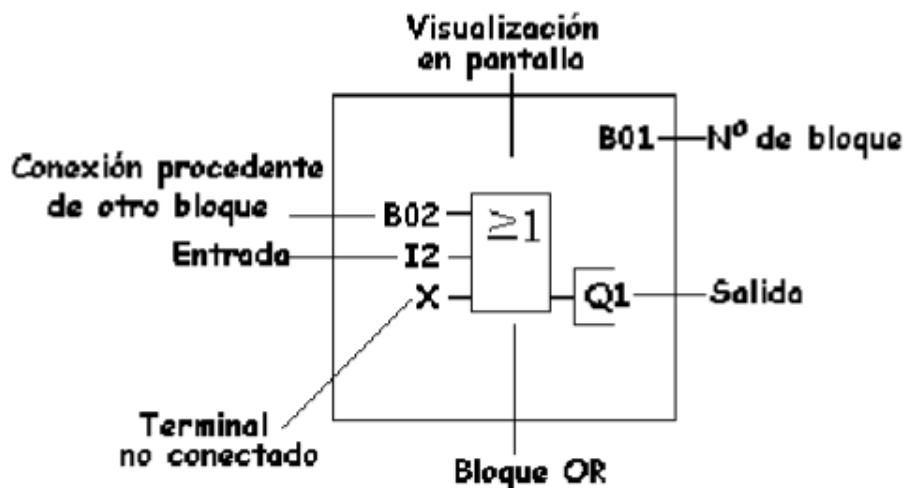 Visualización
en pantalla
B01
Nº de bloque
Conexión procedente
de otro bloque
B02
≥1
Entrada
I2
X
Q1
Salida
Terminal
no conectado
Bloque OR